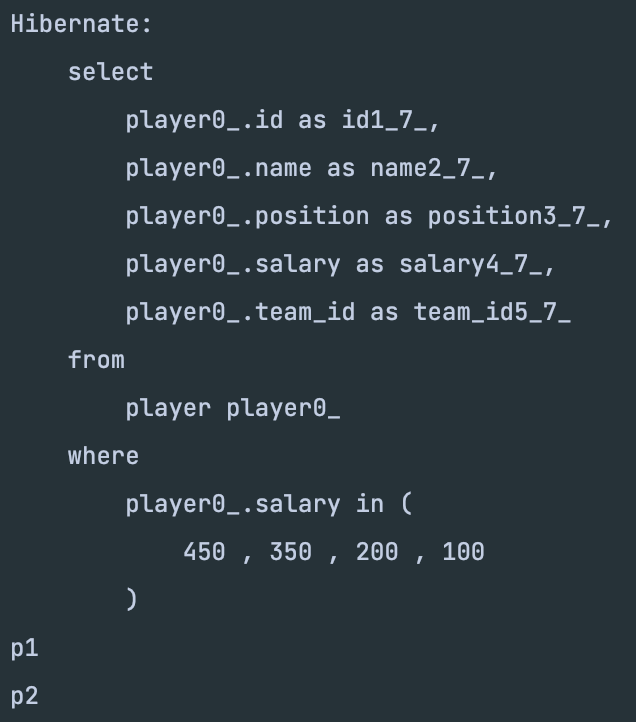 Hibernate:
select
player0_.id as id1_7_,
player0_.name as name2_7_,
player0_.position as position3_7_,
player0_.salary as salary4_7_,
player0_.team_id as team_id5_7_
from
player player0_
where
player0_.salary in (
450 , 350 , 200 , 100
)
p1
p2